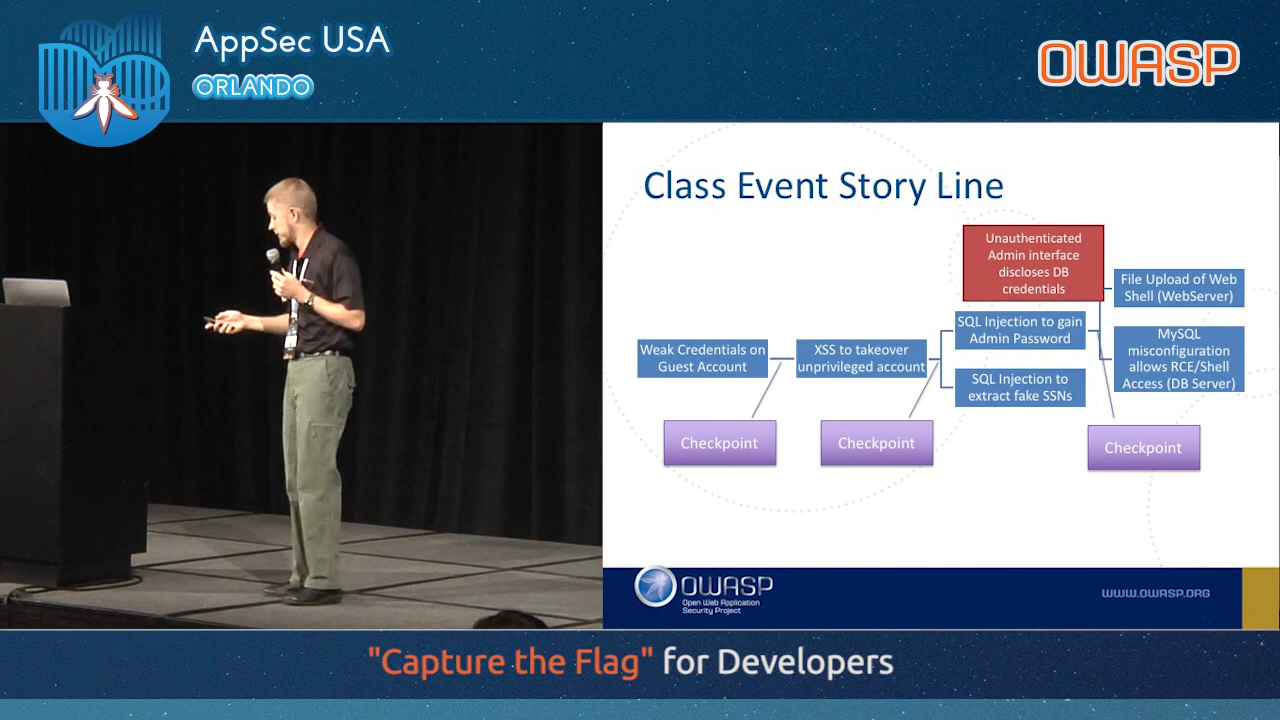 AppSec USA
ORLANDO
OWASP
Class Event Story Line
Unauthenticated
Admin interface
discloses DB
credentials
File Upload of Web
Shell (WebServer)
SQL Injection to gain
Admin Password
MySQL
misconfiguration
allows RCE/Shell
Access (DB Server)
Weak Credentials on
Guest Account
XSS to takeover
unprivileged account
SQL Injection to
extract fake SSNs
Checkpoint
Checkpoint
Checkpoint
OWASP
Open Web Application
Security Project
WWW.OWASP.ORG
"Capture the Flag" for Developers